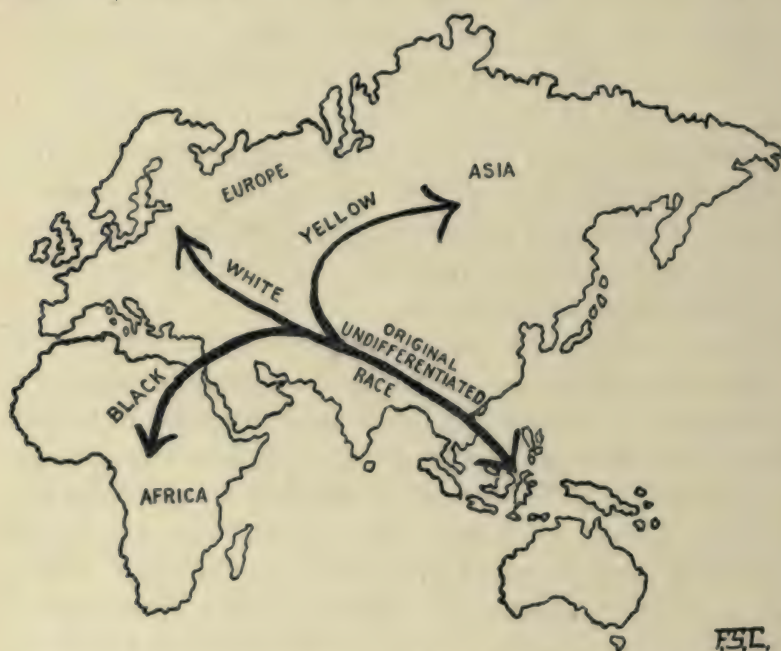 EUROPE
ASIA
YELLOW
WHITE
ORIGINAL
UNDIFFERENTIATED
RACE
BLACK
AFRICA
F.S.C.